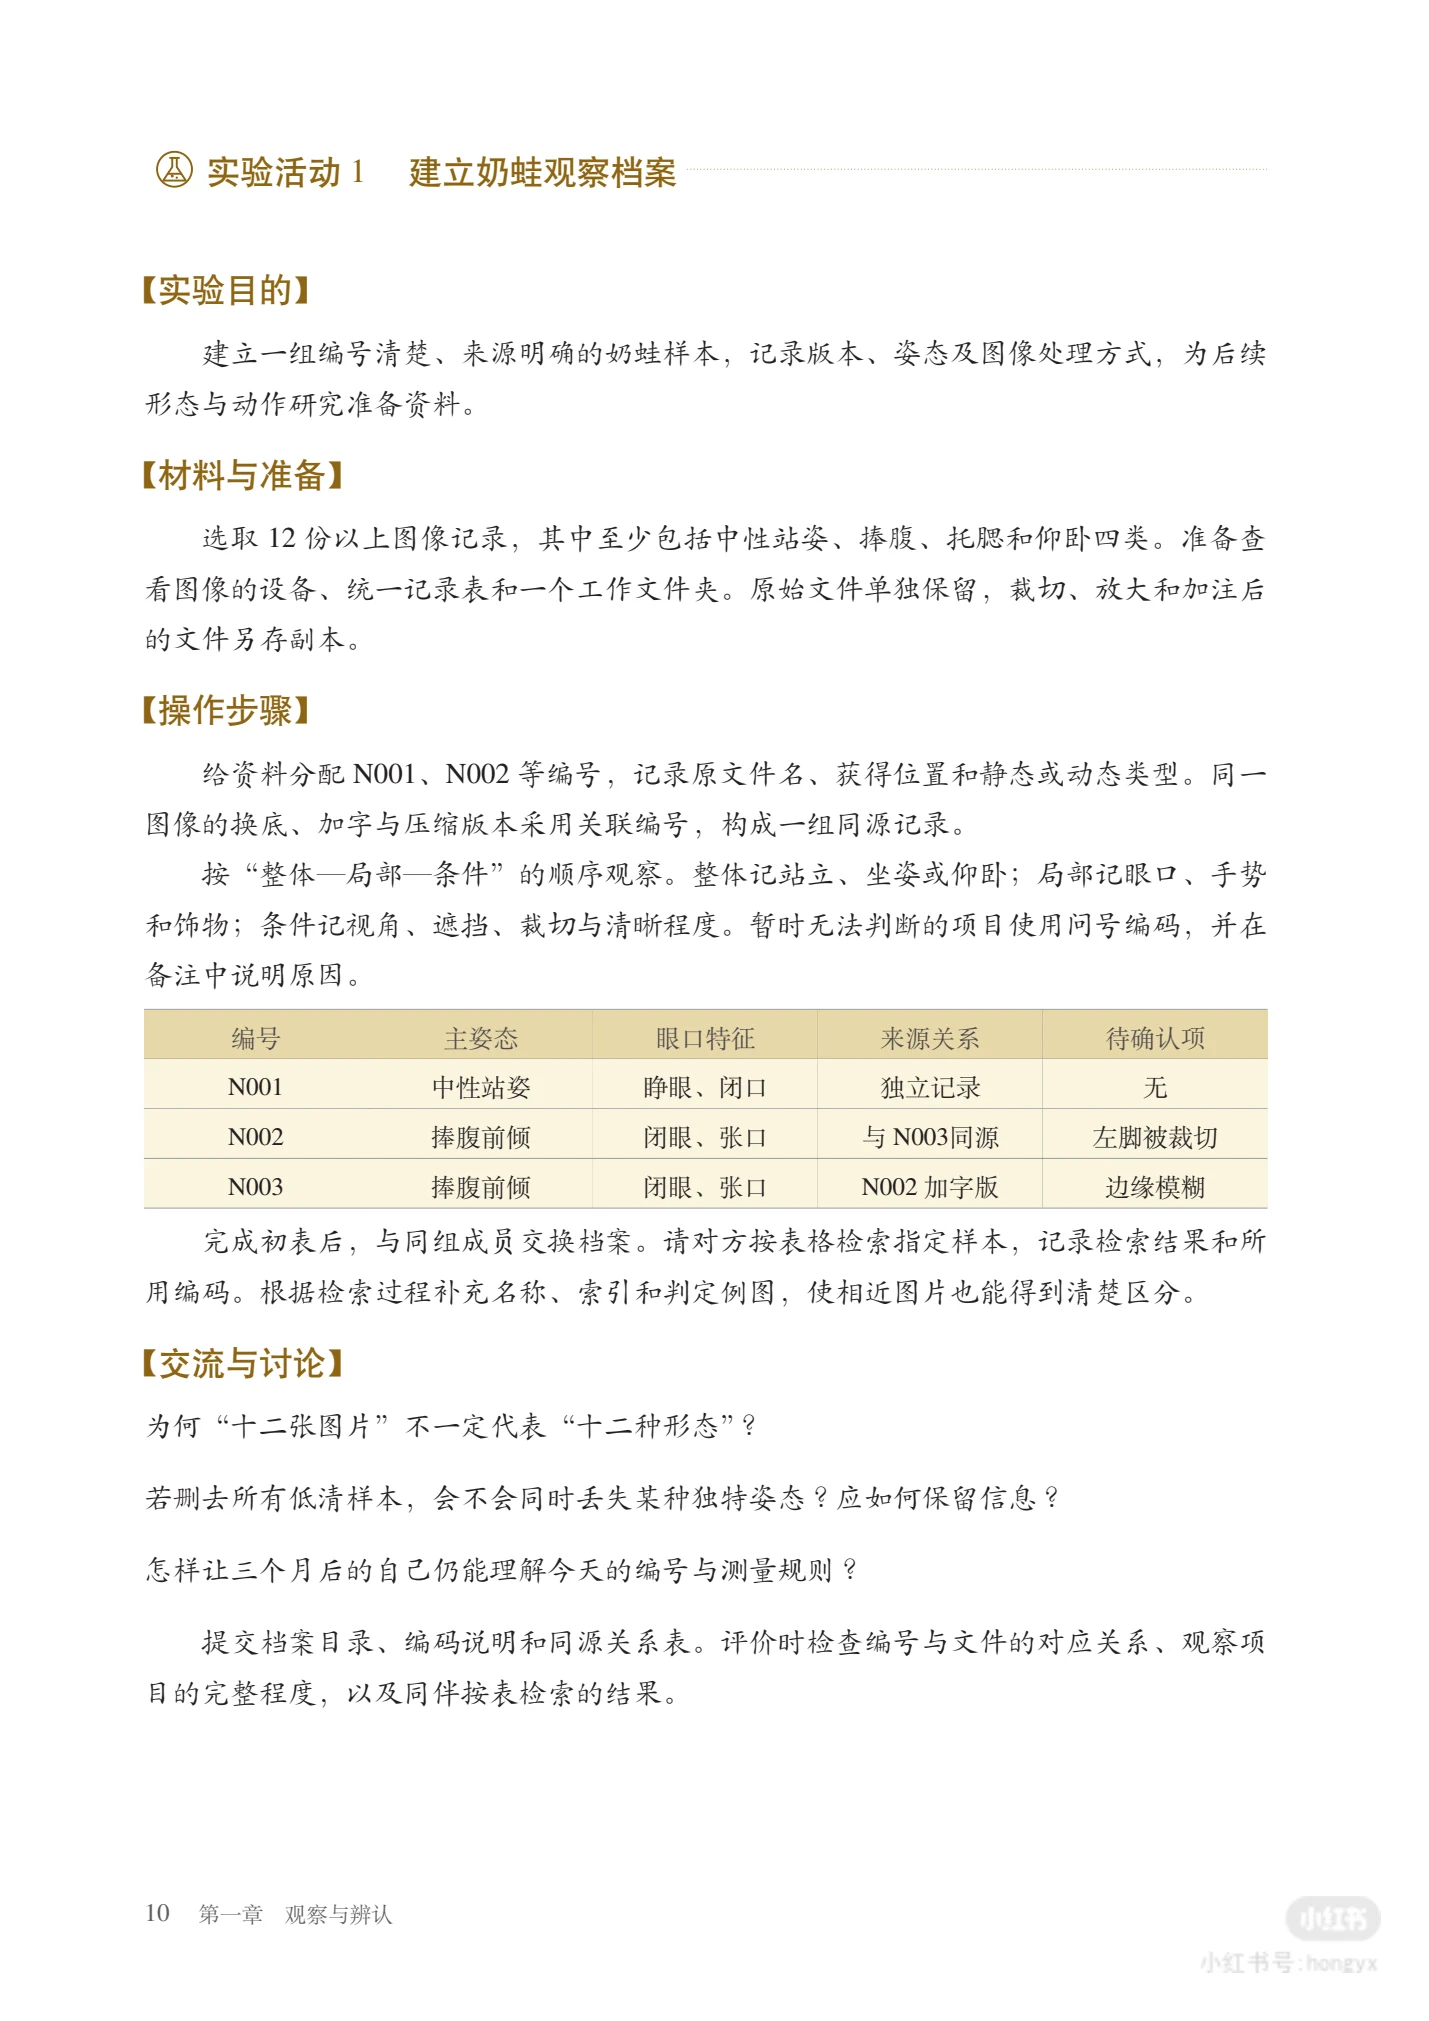 实验活动 1 建立奶蛙观察档案
【实验目的】
建立一组编号清楚、来源明确的奶蛙样本，记录版本、姿态及图像处理方式，为后续
形态与动作研究准备资料。
【材料与准备】
选取 12 份以上图像记录，其中至少包括中性站姿、捧腹、托腮和仰卧四类。准备查
看图像的设备、统一记录表和一个工作文件夹。原始文件单独保留，裁切、放大和加注后
的文件另存副本。
【操作步骤】
给资料分配 N001、N002 等编号，记录原文件名、获得位置和静态或动态类型。同一
图像的换底、加字与压缩版本采用关联编号，构成一组同源记录。
按“整体—局部—条件”的顺序观察。整体记站立、坐姿或仰卧；局部记眼口、手势
和饰物；条件记视角、遮挡、裁切与清晰程度。暂时无法判断的项目使用问号编码，并在
备注中说明原因。
编号 主姿态 眼口特征 来源关系 待确认项
N001 中性站姿 睁眼、闭口 独立记录 无
N002 捧腹前倾 闭眼、张口 与 N003同源 左脚被裁切
N003 捧腹前倾 闭眼、张口 N002 加字版 边缘模糊
完成初表后，与同组成员交换档案。请对方按表格检索指定样本，记录检索结果和所
用编码。根据检索过程补充名称、索引和判定例图，使相近图片也能得到清楚区分。
【交流与讨论】
为何“十二张图片”不一定代表“十二种形态”？
若删去所有低清样本，会不会同时丢失某种独特姿态？应如何保留信息？
怎样让三个月后的自己仍能理解今天的编号与测量规则？
提交档案目录、编码说明和同源关系表。评价时检查编号与文件的对应关系、观察项
目的完整程度，以及同伴按表检索的结果。
10 第一章 观察与辨认
小红书
小红书号:hongyx